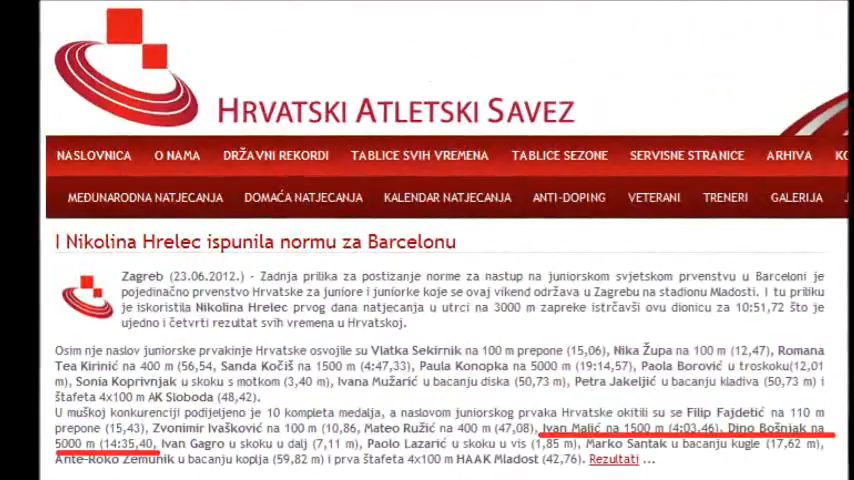 HRVATSKI ATLETSKI SAVEZ
NASLOVNICA O NAMA DRŽAVNI REKORDI TABLICE SVIH VREMENA TABLICE SEZONE SERVISNE STRANICE ARHIVA
MEĐUNARODNA NATJECANJA DOMAĆA NATJECANJA KALENDAR NATJECANJA ANTI-DOPING VETERANI TRENERI GALERIJA
I Nikolina Hrelec ispunila normu za Barcelonu
Zagreb (23.06.2012.) - Zadnja prilika za postizanje norme za nastup na juniorskom svjetskom prvenstvu u Barceloni je
pojedinačno prvenstvo Hrvatske za juniore i juniorke koje se ovaj vikend održava u Zagrebu na stadionu Mladosti. I tu priliku
je iskoristila Nikolina Hrelec prvog dana natjecanja u utrci na 3000 m zapreke istrčavši ovu dionicu za 10:51,72 što je
ujedno i četvrti rezultat svih vremena u Hrvatskoj.
Osim nje naslov juniorske prvakinje Hrvatske osvojile su Vlatka Sekirnik na 100 m prepone (15,06), Nika Župa na 100 m (12,47), Romana
Tea Kirinić na 400 m (56,54, Sanda Kočiš na 1500 m (4:47,33), Paula Konopka na 5000 m (19:14,57), Paola Borović u troskoku(12,01
m), Sonia Koprivnjak u skoku s motkom (3,40 m), Ivana Mužarić u bacanju diska (50,73 m), Petra Jakeljić u bacanju kladiva (50,73 m) i
štafeta 4x100 m AK Sloboda (48,42).
U muškoj konkurenciji podijeljeno je 10 kompleta medalja, a naslovom juniorskog prvaka Hrvatske okitili su se Filip Fajdetić na 110 m
prepone (15,43), Zvonimir Ivašković na 100 m (10,86, Mateo Ružić na 400 m (47,08), Ivan Malić na 1500 m (4:03,46), Dino Bošnjak na
5000 m (14:35,40, Ivan Gagro u skoku u dalj (7,11 m), Paolo Lazarić u skoku u vis (1,85 m), Marko Santak u bacanju kugle (17,62 m),
Ante-Roko Zemunik u bacanju koplja (59,82 m) i prva štafeta 4x100 m HAAK Mladost (42,76). Rezultati ...